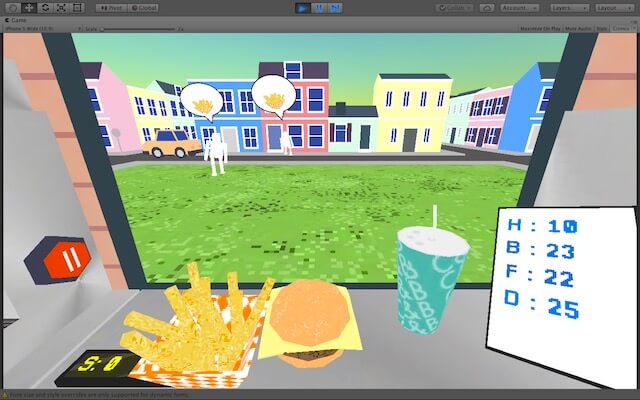 Pivot
Global
Collab
Account
Layers
Layout
Game
iPhone 5 Wide (16:9)
Scale
2x
Maximize On Play
Mute Audio
Stats
Gizmos
H : 10
B : 23
F : 22
D : 25
S: 0
Font size and style overrides are only supported for dynamic fonts.